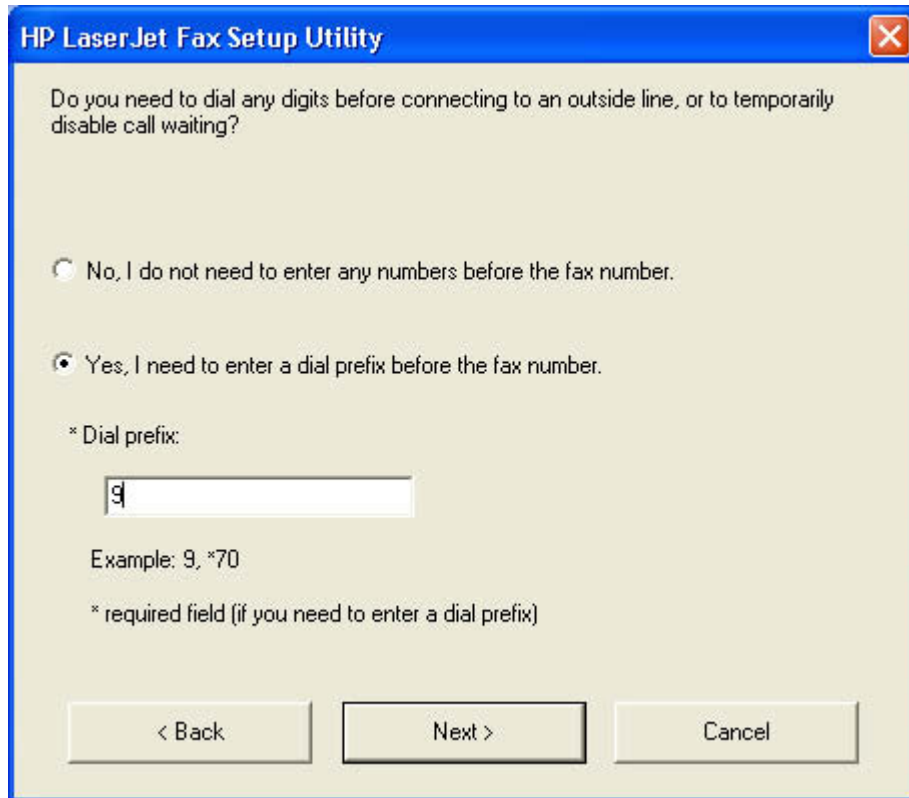 HP LaserJet Fax Setup Utility
Do you need to dial any digits before connecting to an outside line, or to temporarily
disable call waiting?
No, I do not need to enter any numbers before the fax number.
Yes, I need to enter a dial prefix before the fax number.
* Dial prefix:
9
Example: 9, *70
* required field (if you need to enter a dial prefix)
< Back
Next >
Cancel